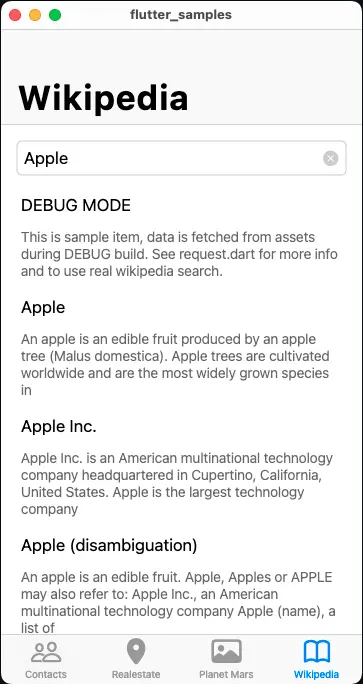 flutter_samples
Wikipedia
Apple
DEBUG MODE
This is sample item, data is fetched from assets
during DEBUG build. See request.dart for more info
and to use real wikipedia search.
Apple
An apple is an edible fruit produced by an apple
tree (Malus domestica). Apple trees are cultivated
worldwide and are the most widely grown species
in
Apple Inc.
Apple Inc. is an American multinational technology
company headquartered in Cupertino, California,
United States. Apple is the largest technology
company
Apple (disambiguation)
An apple is an edible fruit. Apple, Apples or APPLE
may also refer to: Apple Inc., an American
multinational technology company Apple (name), a
list of
Contacts
Realestate
Planet Mars
Wikipedia